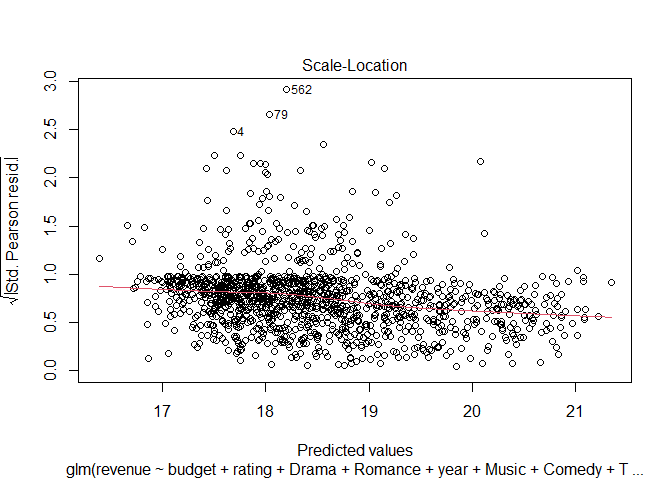 Scale-Location
√|Std. Pearson resid.|
3.0
2.5
2.0
1.5
1.0
0.5
0.0
562
79
4
17 18 19 20 21
Predicted values
glm(revenue ~ budget + rating + Drama + Romance + year + Music + Comedy + T ...